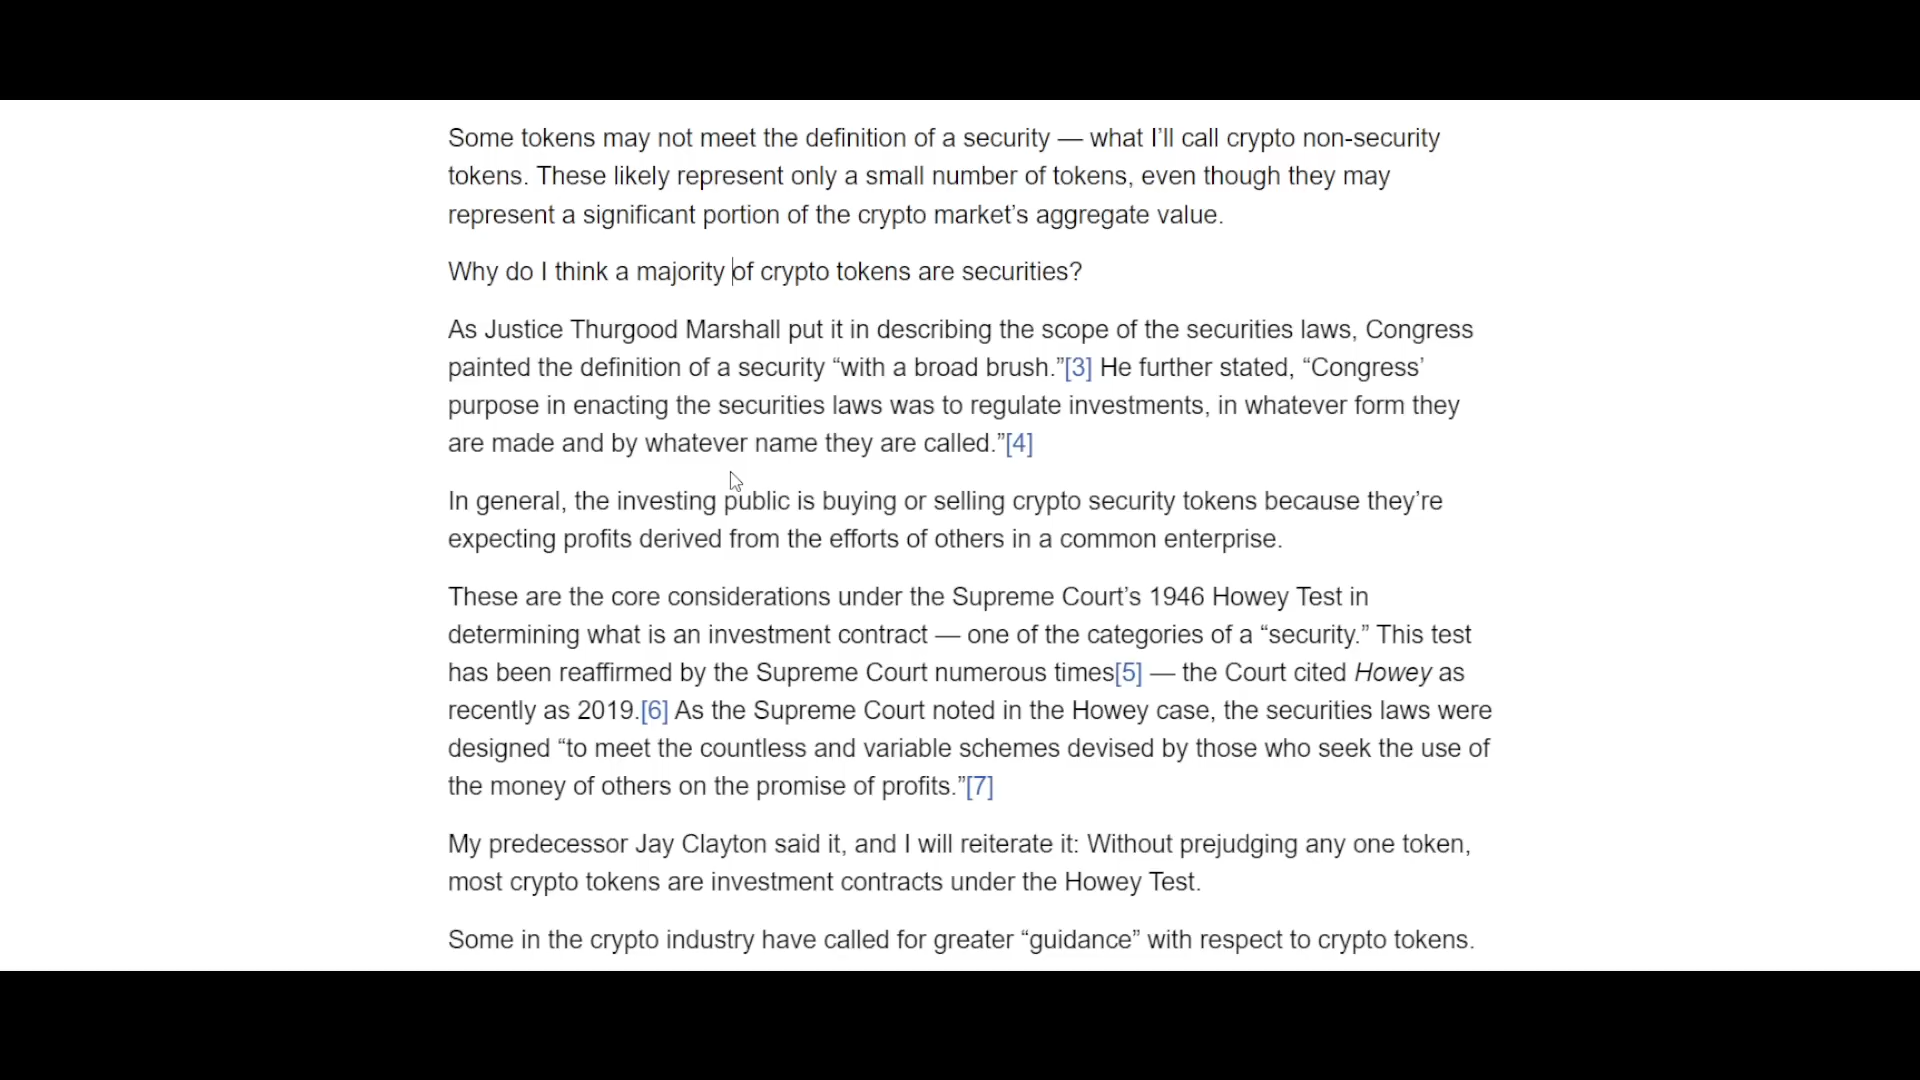 Some tokens may not meet the definition of a security — what I’ll call crypto non-security
tokens. These likely represent only a small number of tokens, even though they may
represent a significant portion of the crypto market’s aggregate value.
Why do I think a majority of crypto tokens are securities?
As Justice Thurgood Marshall put it in describing the scope of the securities laws, Congress
painted the definition of a security “with a broad brush.”[3] He further stated, “Congress’
purpose in enacting the securities laws was to regulate investments, in whatever form they
are made and by whatever name they are called.”[4]
In general, the investing public is buying or selling crypto security tokens because they’re
expecting profits derived from the efforts of others in a common enterprise.
These are the core considerations under the Supreme Court’s 1946 Howey Test in
determining what is an investment contract — one of the categories of a “security.” This test
has been reaffirmed by the Supreme Court numerous times[5] — the Court cited Howey as
recently as 2019.[6] As the Supreme Court noted in the Howey case, the securities laws were
designed “to meet the countless and variable schemes devised by those who seek the use of
the money of others on the promise of profits.”[7]
My predecessor Jay Clayton said it, and I will reiterate it: Without prejudging any one token,
most crypto tokens are investment contracts under the Howey Test.
Some in the crypto industry have called for greater “guidance” with respect to crypto tokens.